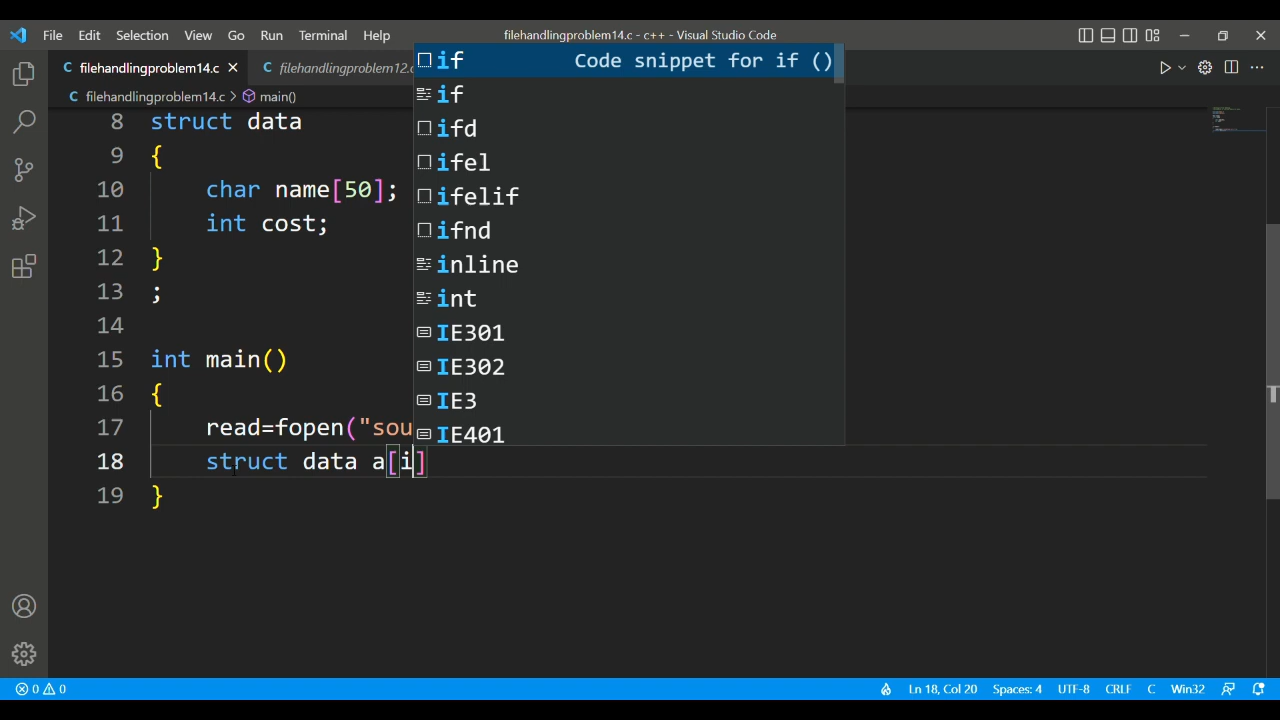 File Edit Selection View Go Run Terminal Help filehandlingproblem14.c - c++ - Visual Studio Code
C filehandlingproblem14.c × C filehandlingproblem12.c
C filehandlingproblem14.c > main()
8 struct data
9 {
10 char name[50];
11 int cost;
12 }
13 ;
14
15 int main()
16 {
17 read=fopen("sou
18 struct data a[i]
19 }
if Code snippet for if ()
if
ifd
ifel
ifelif
ifnd
inline
int
IE301
IE302
IE3
IE401
0 0 Ln 18, Col 20 Spaces: 4 UTF-8 CRLF C Win32